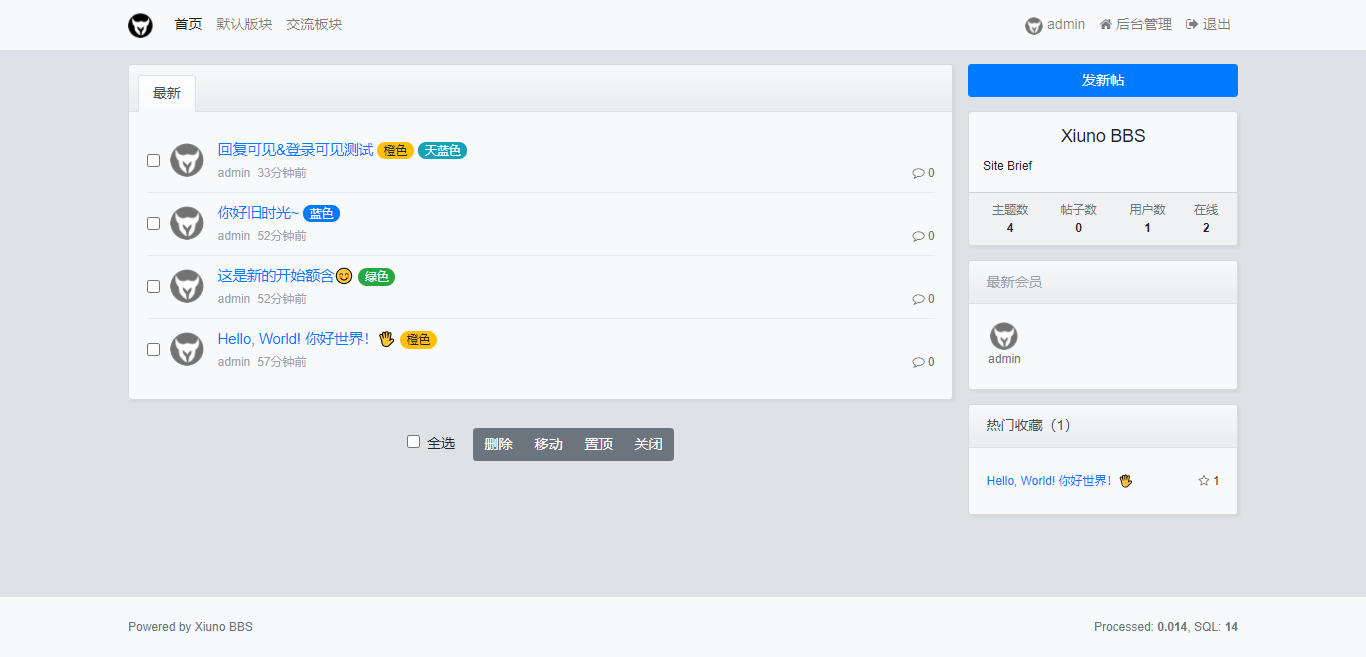 首页 默认版块 交流板块 admin 后台管理 退出
最新
回复可见&登录可见测试 橙色 天蓝色
admin 33分钟前 0
你好旧时光~ 蓝色
admin 52分钟前 0
这是新的开始额含😊 绿色
admin 52分钟前 0
Hello, World! 你好世界！🖐 橙色
admin 57分钟前 0
全选 删除 移动 置顶 关闭
发新帖
Xiuno BBS
Site Brief
主题数 帖子数 用户数 在线
4 0 1 2
最新会员
admin
热门收藏（1）
Hello, World! 你好世界！🖐 1
Powered by Xiuno BBS Processed: 0.014, SQL: 14